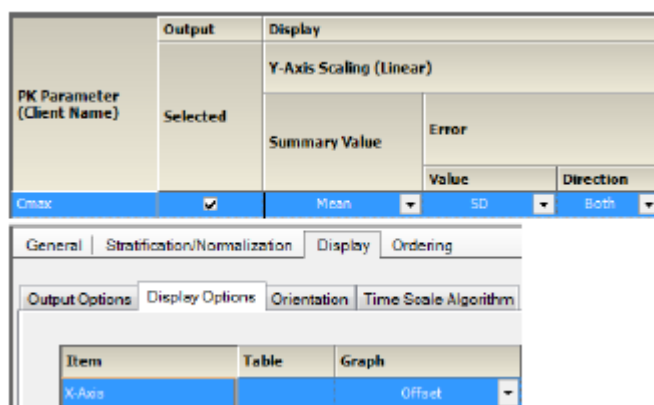 Output Display
Y-Axis Scaling (Linear)
PK Parameter
(Client Name)
Selected
Summary Value
Error
Value Direction
Cmax Mean SD Both
General Stratification/Normalization Display Ordering
Output Options Display Options Orientation Time Scale Algorithm
Item Table Graph
X-Axis Offset